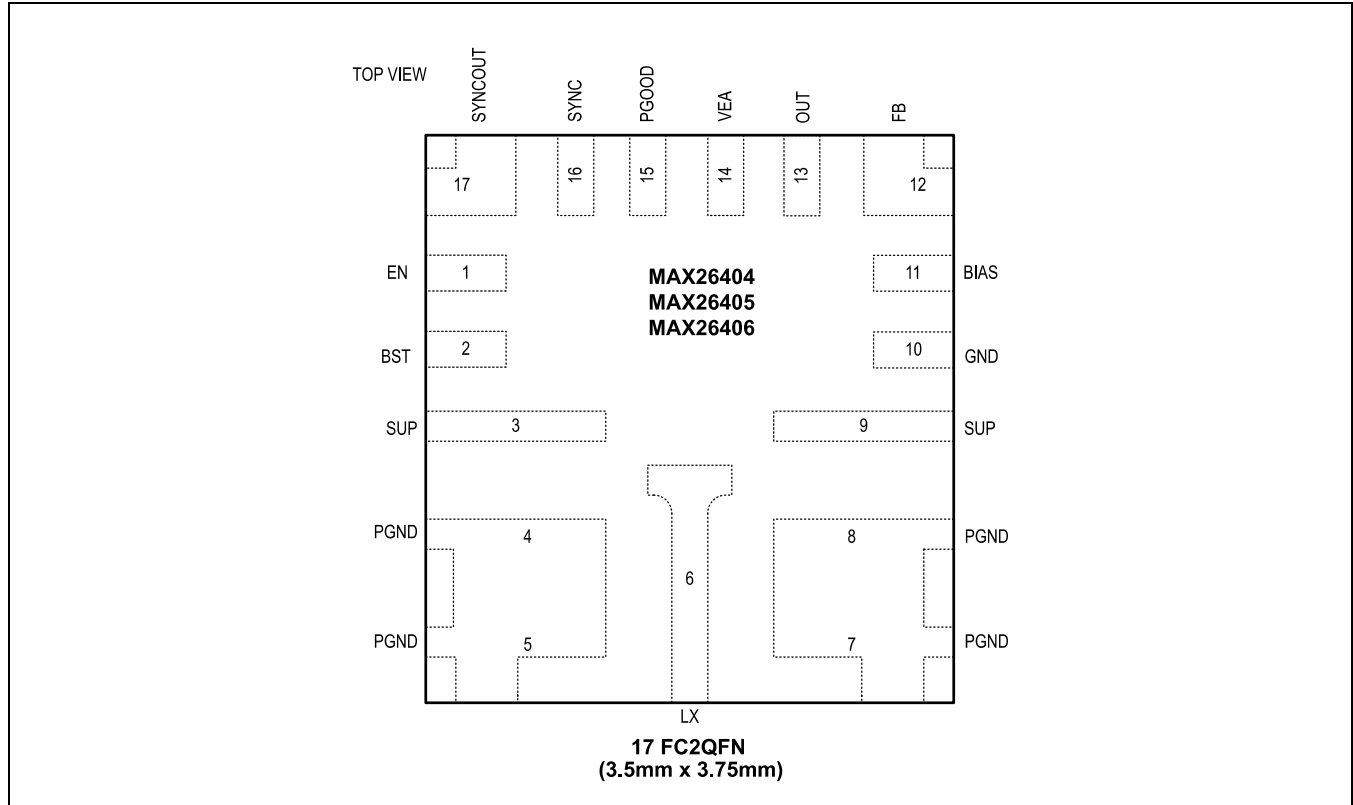 TOP VIEW
SYNCOUT
SYNC
PGOOD
VEA
OUT
FB
17
16
15
14
13
12
EN
1
MAX26404
MAX26405
MAX26406
11
BIAS
BST
2
10
GND
SUP
3
9
SUP
PGND
4
8
PGND
6
PGND
5
7
PGND
LX
17 FC2QFN
(3.5mm x 3.75mm)